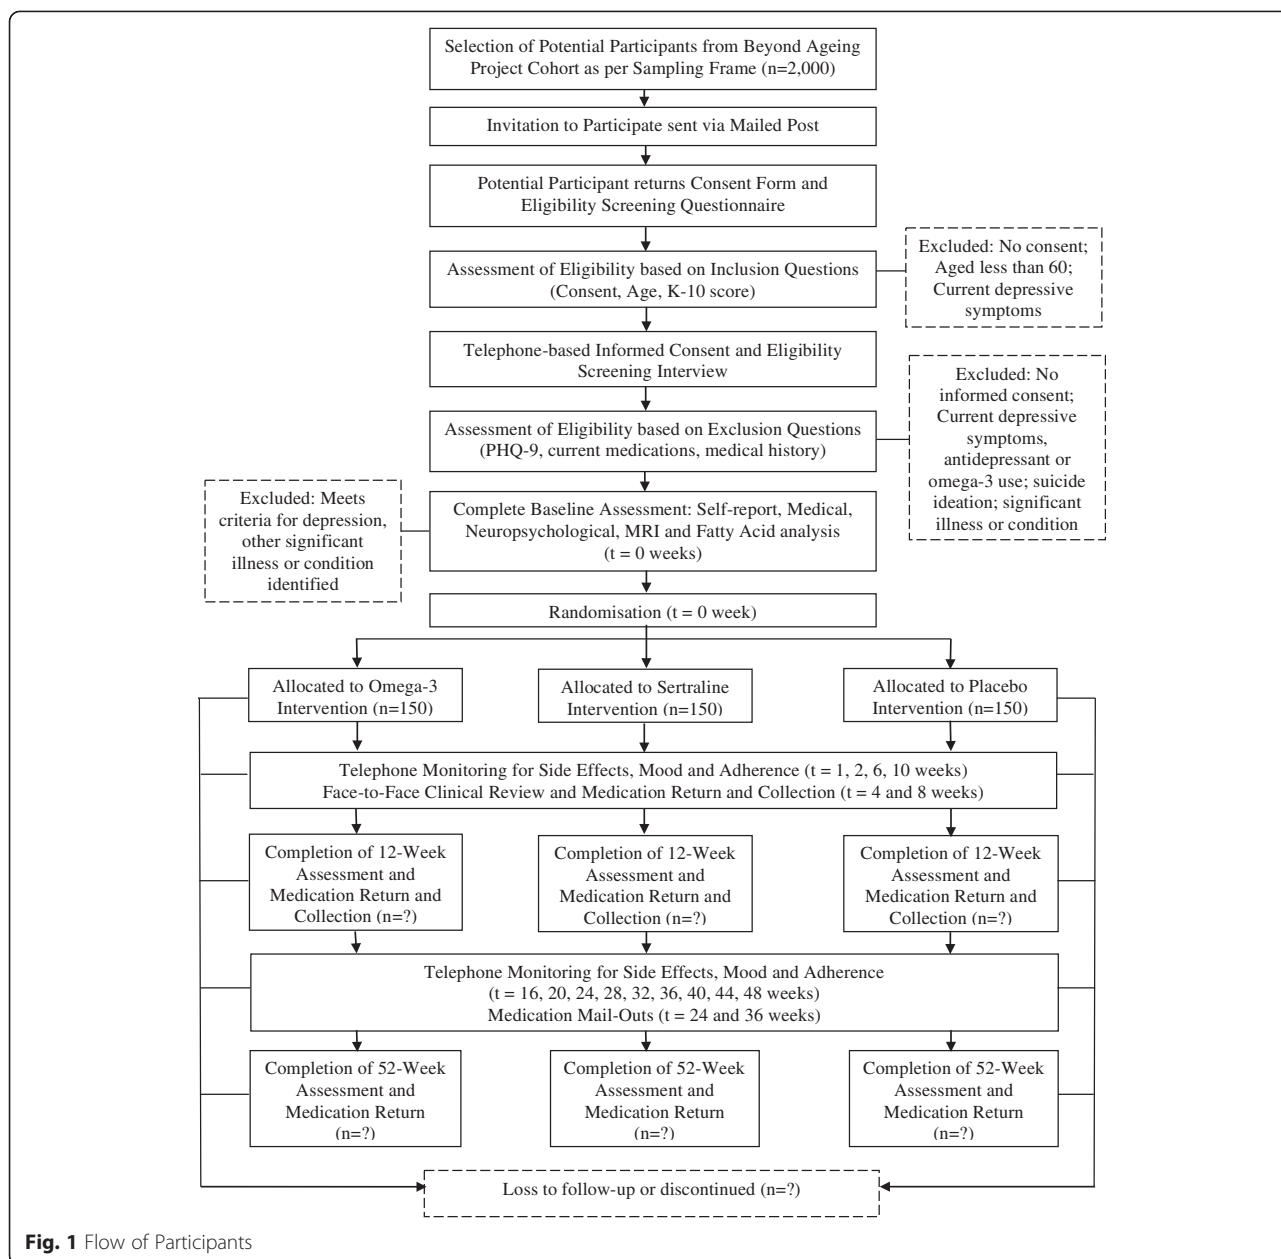 Selection of Potential Participants from Beyond Ageing
Project Cohort as per Sampling Frame (n=2,000)
Invitation to Participate sent via Mailed Post
Potential Participant returns Consent Form and
Eligibility Screening Questionnaire
Assessment of Eligibility based on Inclusion Questions
(Consent, Age, K-10 score)
Excluded: No consent;
Aged less than 60;
Current depressive
symptoms
Telephone-based Informed Consent and Eligibility
Screening Interview
Assessment of Eligibility based on Exclusion Questions
(PHQ-9, current medications, medical history)
Excluded: No
informed consent;
Current depressive
symptoms,
antidepressant or
omega-3 use; suicide
ideation; significant
illness or condition
Complete Baseline Assessment: Self-report, Medical,
Neuropsychological, MRI and Fatty Acid analysis
(t = 0 weeks)
Excluded: Meets
criteria for depression,
other significant
illness or condition
identified
Randomisation (t = 0 week)
Allocated to Omega-3
Intervention (n=150)
Allocated to Sertraline
Intervention (n=150)
Allocated to Placebo
Intervention (n=150)
Telephone Monitoring for Side Effects, Mood and Adherence (t = 1, 2, 6, 10 weeks)
Face-to-Face Clinical Review and Medication Return and Collection (t = 4 and 8 weeks)
Completion of 12-Week
Assessment and
Medication Return and
Collection (n=?)
Completion of 12-Week
Assessment and
Medication Return and
Collection (n=?)
Completion of 12-Week
Assessment and
Medication Return and
Collection (n=?)
Telephone Monitoring for Side Effects, Mood and Adherence
(t = 16, 20, 24, 28, 32, 36, 40, 44, 48 weeks)
Medication Mail-Outs (t = 24 and 36 weeks)
Completion of 52-Week
Assessment and
Medication Return
(n=?)
Completion of 52-Week
Assessment and
Medication Return
(n=?)
Completion of 52-Week
Assessment and
Medication Return
(n=?)
Loss to follow-up or discontinued (n=?)
Fig. 1 Flow of Participants